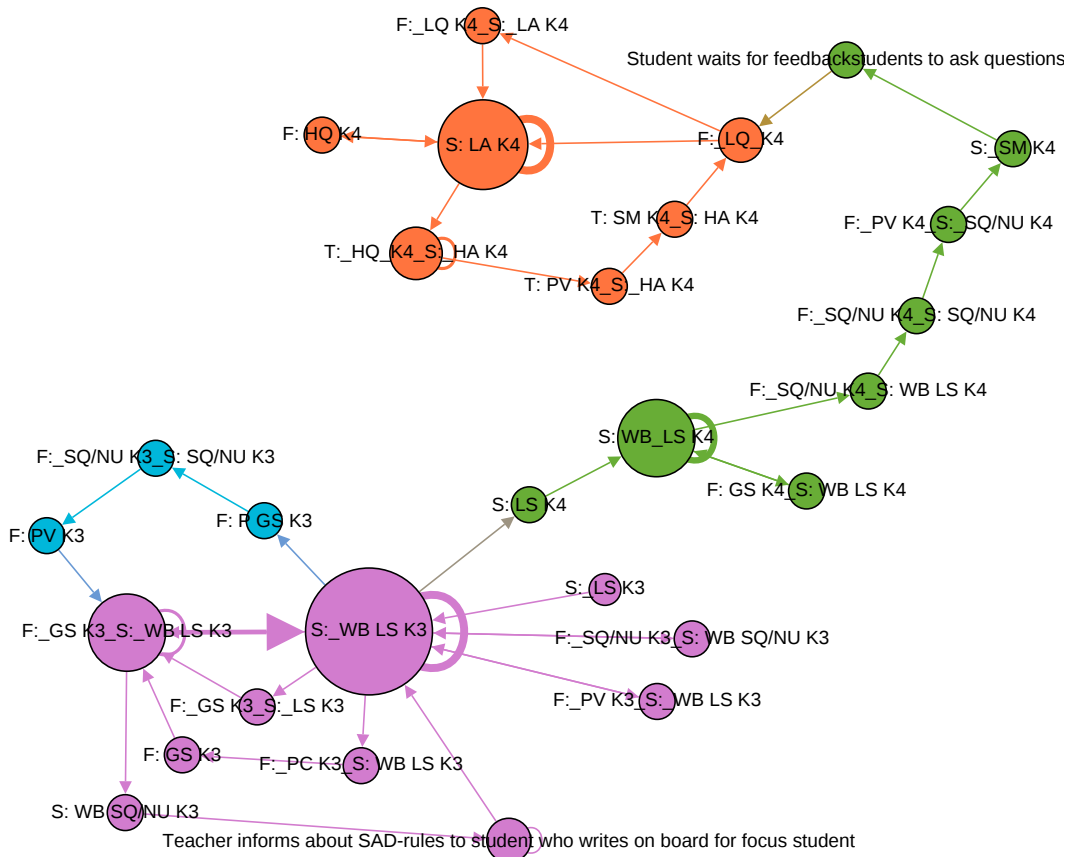 F:_LQ K4_S:_LA K4
Student waits for feedbackstudents to ask questions
F: HQ K4
S: LA K4
F:_LQ_K4
S:_SM K4
T: SM K4_S: HA K4
F:_PV K4_S:_SQ/NU K4
T:_HQ_K4_S:_HA K4
T: PV K4_S:_HA K4
F:_SQ/NU K4_S: SQ/NU K4
F:_SQ/NU K4_S: WB LS K4
S: WB_LS K4
F:_SQ/NU K3_S: SQ/NU K3
F: GS K4_S: WB LS K4
S: LS K4
F: P GS K3
F: PV K3
S:_LS K3
F:_GS K3_S:_WB LS K3
S:_WB LS K3
F:_SQ/NU K3_S: WB SQ/NU K3
F:_GS K3_S:_LS K3
F:_PV K3_S:_WB LS K3
F: GS K3
F:_PC K3_S: WB LS K3
S: WB SQ/NU K3
Teacher informs about SAD-rules to student who writes on board for focus student